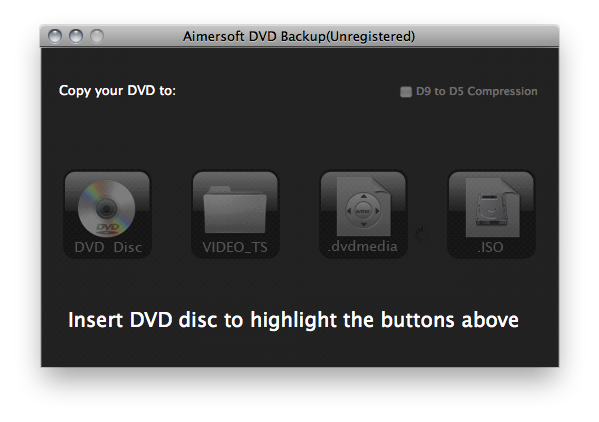 Aimersoft DVD Backup(Unregistered)
Copy your DVD to:
D9 to D5 Compression
DVD
DVD Disc
VIDEO_TS
.dvdmedia
.ISO
Insert DVD disc to highlight the buttons above